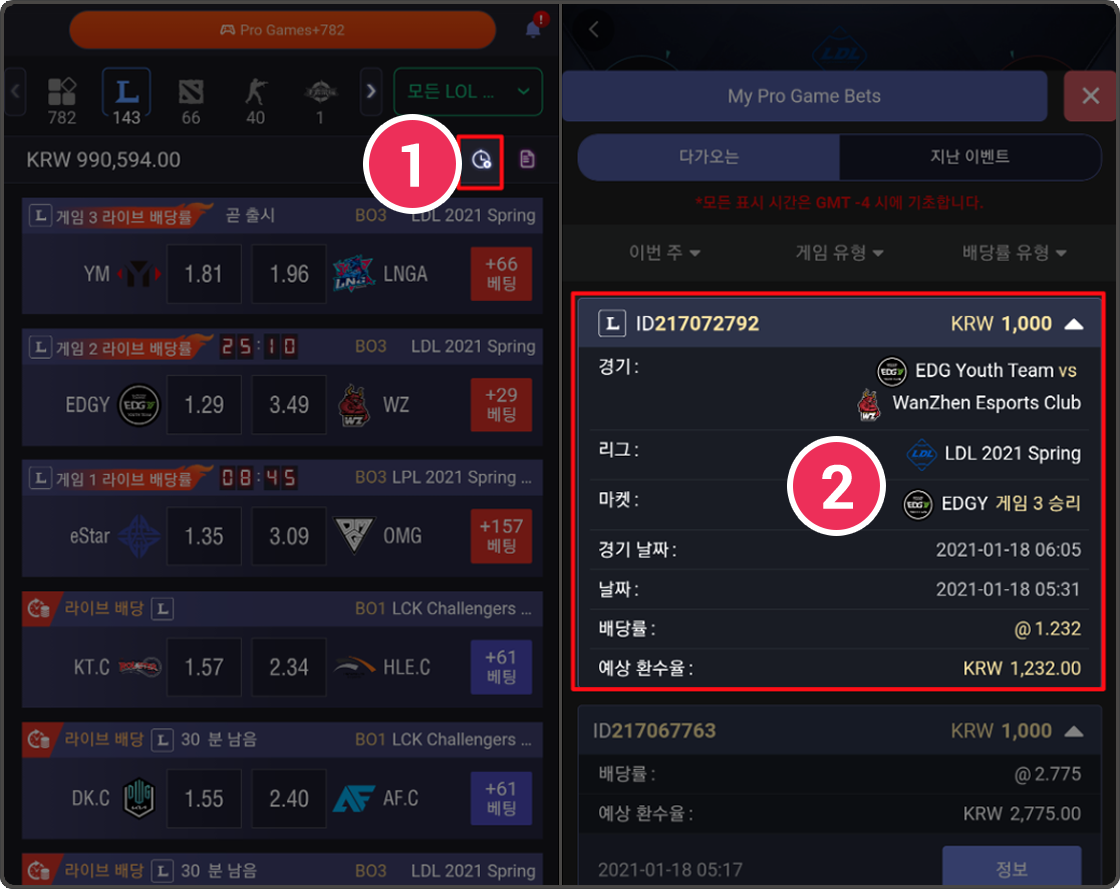 Pro Games+782
!
782
143
66
40
1
모든 LOL ...
KRW 990,594.00
1
L 게임 3 라이브 배당률 곧 출시 BO3 LDL 2021 Spring
YM 1.81 1.96 LNG LNGA +66
베팅
L 게임 2 라이브 배당률 25:10 BO3 LDL 2021 Spring
EDGY EDG 1.29 3.49 WZ WZ +29
베팅
L 게임 1 라이브 배당률 08:45 BO3 LPL 2021 Spring ...
eStar 1.35 3.09 OMG +157
베팅
라이브 배당 L BO1 LCK Challengers ...
KT.C 1.57 2.34 HLE.C +61
베팅
라이브 배당 L 30 분 남음 BO1 LCK Challengers ...
DK.C 1.55 2.40 AF AF.C +61
베팅
라이브 배당 L 30 분 남음 BO3 LDL 2021 Spring
LDL
My Pro Game Bets
다가오는
지난 이벤트
*모든 표시 시간은 GMT -4 시에 기초합니다.
이번 주
게임 유형
배당률 유형
L ID217072792 KRW 1,000
경기: EDG EDG Youth Team vs
WZ WanZhen Esports Club
리그: LDL LDL 2021 Spring
2
마켓: EDG EDGY 게임 3 승리
경기 날짜: 2021-01-18 06:05
날짜: 2021-01-18 05:31
배당률: @ 1.232
예상 환수율: KRW 1,232.00
ID217067763 KRW 1,000
배당률: @ 2.775
예상 환수율: KRW 2,775.00
2021-01-18 05:17 정보